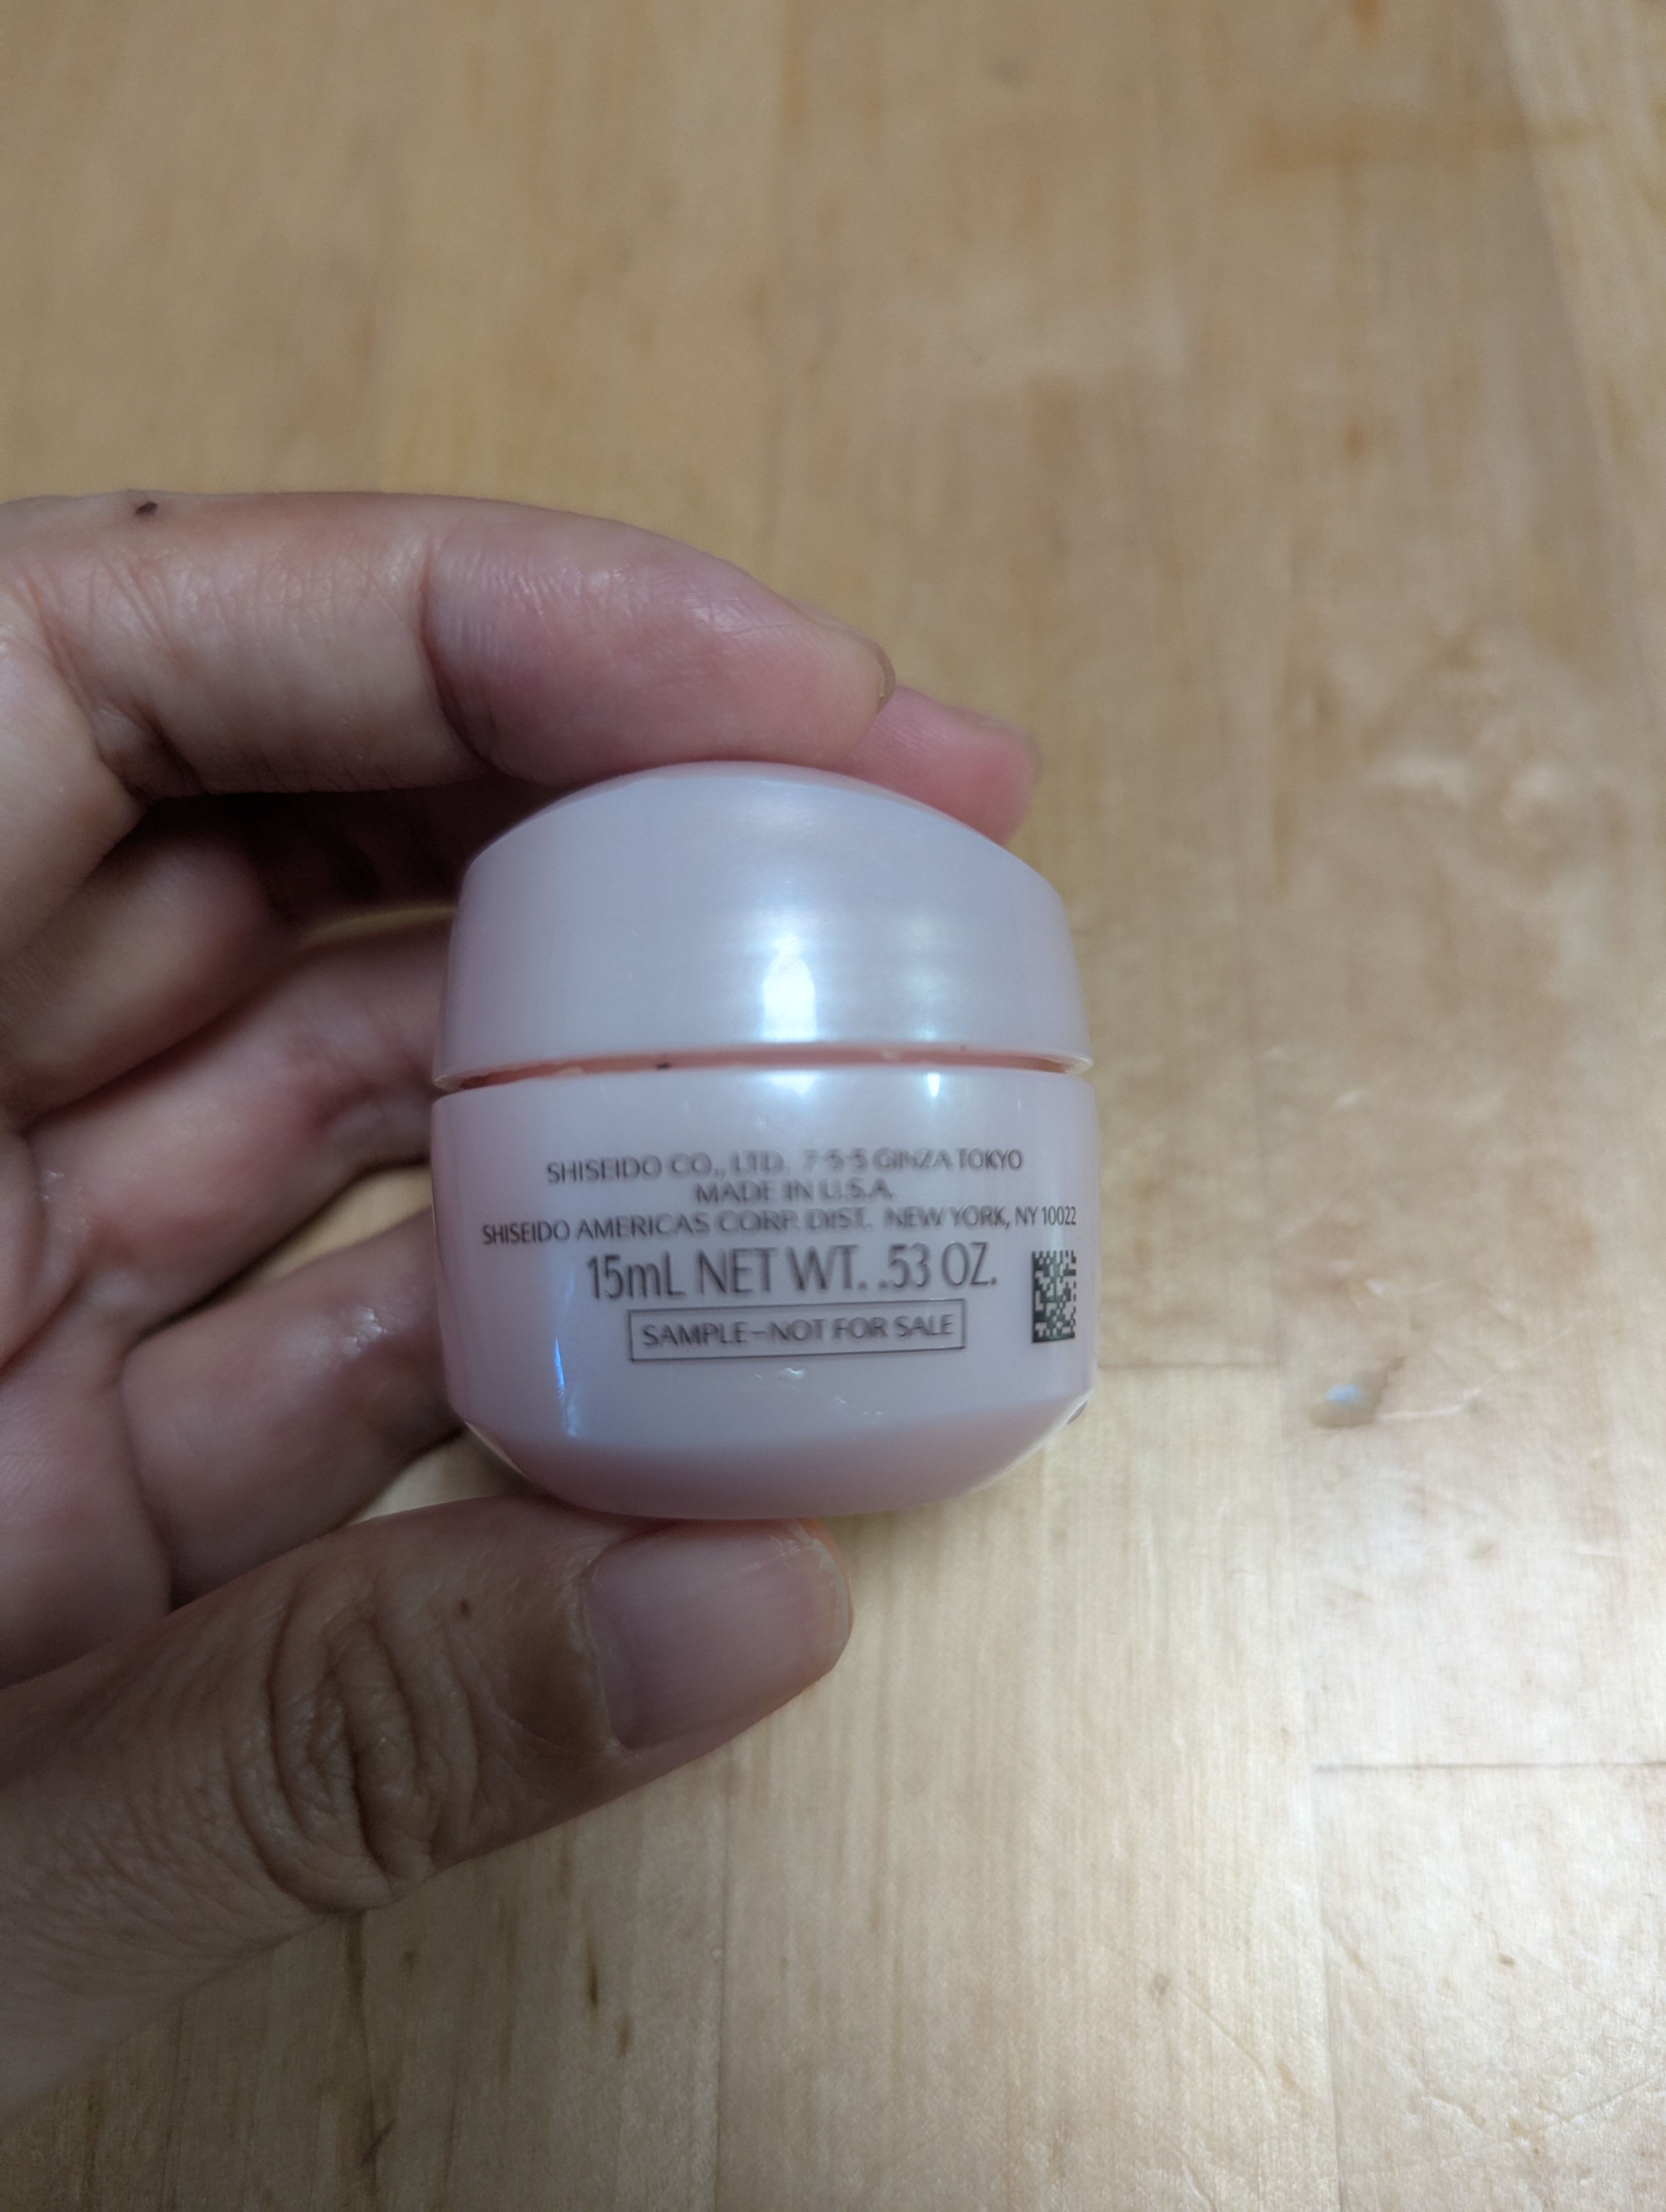 SHISEIDO CO., LTD. 7-5-5 GINZA TOKYO
MADE IN U.S.A.
SHISEIDO AMERICAS CORP. DIST. NEW YORK, NY 10022
15mL NET WT. .53 OZ.
SAMPLE-NOT FOR SALE